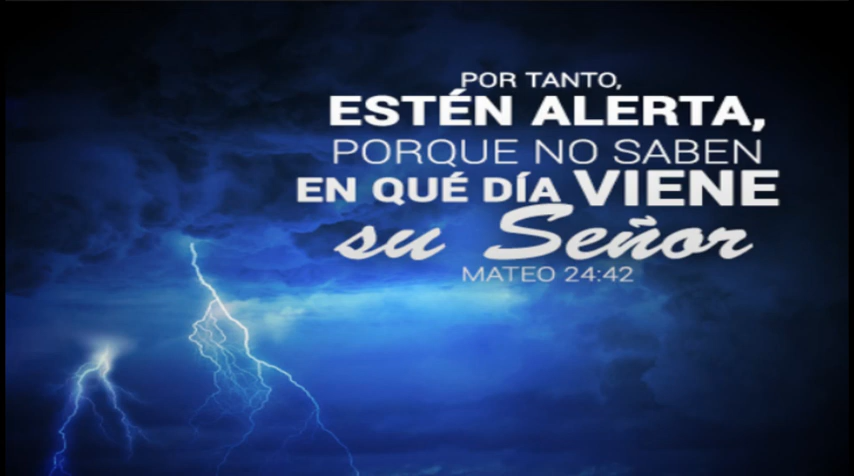 POR TANTO,
ESTÉN ALERTA,
PORQUE NO SABEN
EN QUÉ DÍA VIENE
su Señor
MATEO 24:42